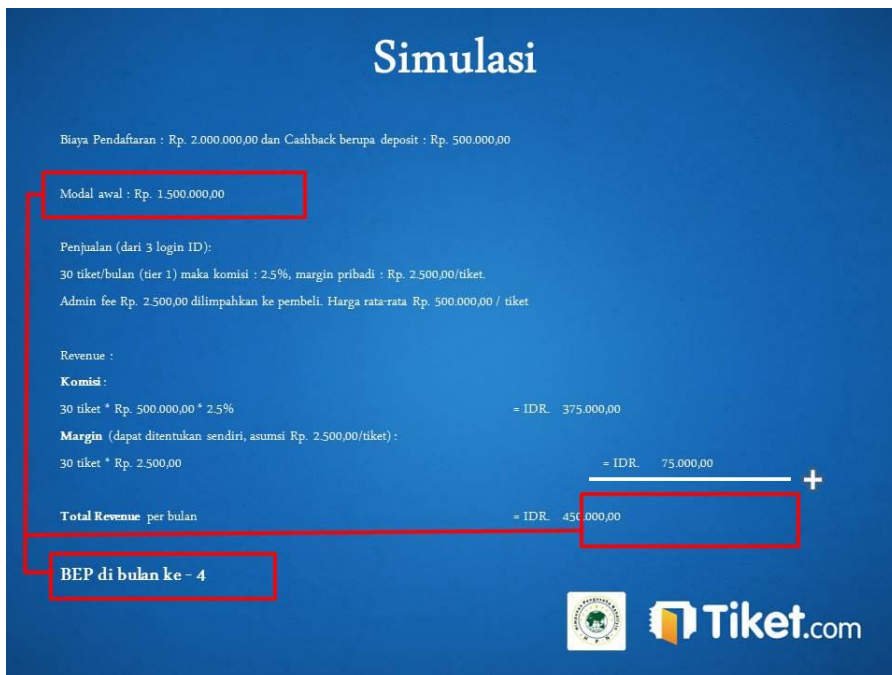 Simulasi
Biaya Pendaftaran : Rp. 2.000.000,00 dan Cashback berupa deposit : Rp. 500.000,00
Modal awal : Rp. 1.500.000,00
Penjualan (dari 3 login ID):
30 tiket/bulan (tier 1) maka komisi : 2.5%, margin pribadi : Rp. 2.500,00/tiket.
Admin fee Rp. 2.500,00 dilimpahkan ke pembeli. Harga rata-rata Rp. 500.000,00 / tiket
Revenue :
Komisi :
30 tiket * Rp. 500.000,00 * 2.5% = IDR. 375.000,00
Margin (dapat ditentukan sendiri, asumsi Rp. 2.500,00/tiket) :
30 tiket * Rp. 2.500,00 = IDR. 75.000,00
+
Total Revenue per bulan = IDR. 450.000,00
BEP di bulan ke - 4
Tiket.com